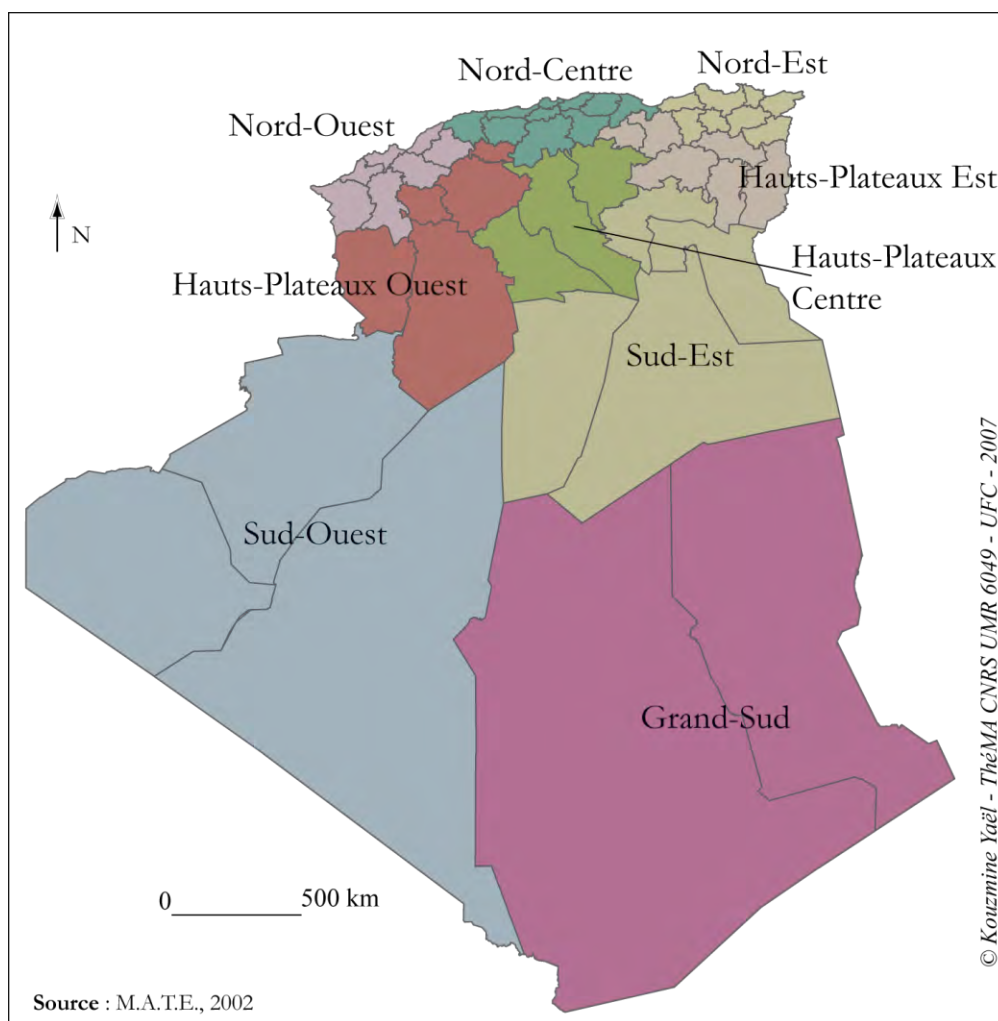 Nord-Centre
Nord-Est
Nord-Ouest
Hauts-Plateaux Est
N
Hauts-Plateaux
Centre
Hauts-Plateaux Ouest
Sud-Est
Sud-Ouest
Grand-Sud
0 500 km
Source : M.A.T.E., 2002
© Kouzmine Yaël - ThéMA CNRS UMR 6049 - UFC - 2007